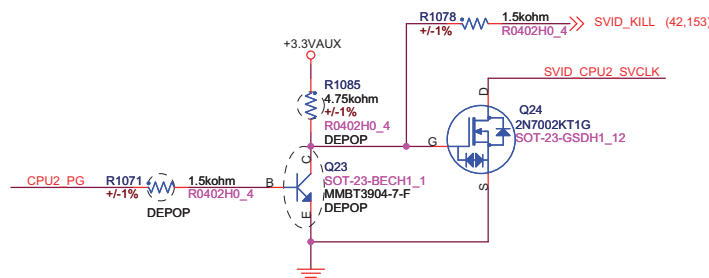 R1078 1.5kohm
+/-1% R0402H0_4
SVID_KILL (42,153)
+3.3VAUX
R1085
4.75kohm
+/-1%
R0402H0_4
DEPOP
SVID_CPU2_SVCLK
D
Q24
2N7002KT1G
SOT-23-GSDH1_12
G
S
C
Q23
SOT-23-BECH1_1
MMBT3904-7-F
DEPOP
B
E
CPU2_PG
R1071 1.5kohm
+/-1% R0402H0_4
DEPOP